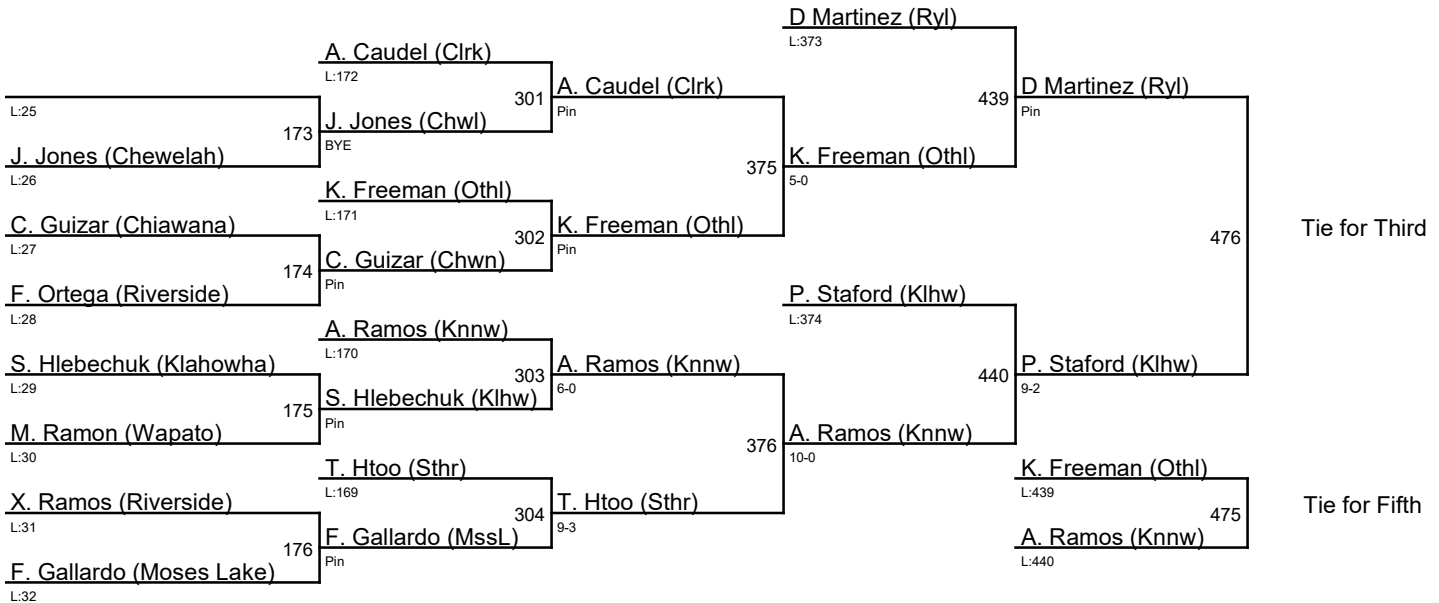 D Martinez (Ryl)
L:373
A. Caudel (Clrk)
L:172
301
A. Caudel (Clrk)
Pin
439
D Martinez (Ryl)
Pin
L:25
173
J. Jones (Chwl)
BYE
J. Jones (Chewelah)
L:26
375
K. Freeman (Othl)
5-0
K. Freeman (Othl)
L:171
C. Guizar (Chiawana)
L:27
302
K. Freeman (Othl)
Pin
476
Tie for Third
174
C. Guizar (Chwn)
Pin
F. Ortega (Riverside)
L:28
P. Staford (Klhw)
L:374
A. Ramos (Knnw)
L:170
S. Hlebechuk (Klahowha)
L:29
303
A. Ramos (Knnw)
6-0
440
P. Staford (Klhw)
9-2
175
S. Hlebechuk (Klhw)
Pin
M. Ramon (Wapato)
L:30
376
A. Ramos (Knnw)
10-0
T. Htoo (Sthr)
L:169
K. Freeman (Othl)
L:439
X. Ramos (Riverside)
L:31
304
T. Htoo (Sthr)
9-3
475
Tie for Fifth
176
F. Gallardo (MssL)
Pin
A. Ramos (Knnw)
L:440
F. Gallardo (Moses Lake)
L:32